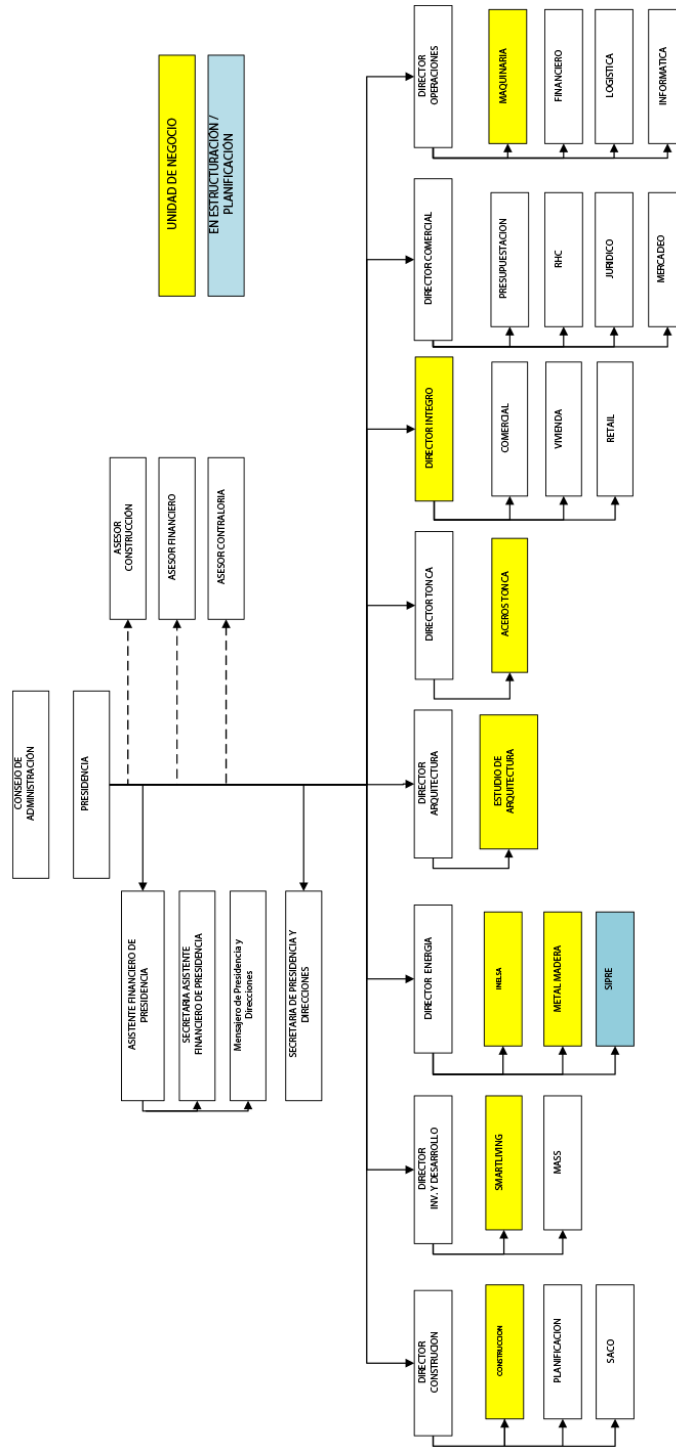 CONSEJO DE
ADMINISTRACIÓN
PRESIDENCIA
ASESOR
CONSTRUCCIÓN
ASESOR FINANCIERO
ASESOR CONTRALORIA
UNIDAD DE NEGOCIO
EN ESTRUCTURACIÓN /
PLANIFICACIÓN
ASISTENTE FINANCIERO DE
PRESIDENCIA
SECRETARIA ASISTENTE
FINANCIERO DE PRESIDENCIA
Mensajero de Presidencia y
Direcciones
SECRETARIA DE PRESIDENCIA Y
DIRECCIONES
DIRECTOR
CONSTRUCION
CONSTRUCCION
PLANIFICACION
SACO
DIRECTOR
INV. Y DESARROLLO
SMARTLIVING
MASS
DIRECTOR ENERGÍA
INELSA
METAL MADERA
SIPRE
DIRECTOR
ARQUITECTURA
ESTUDIO DE
ARQUITECTURA
DIRECTOR TONCA
ACEROS TONCA
DIRECTOR INTEGRO
COMERCIAL
VIVIENDA
RETAIL
DIRECTOR COMERCIAL
PRESUPUESTACION
RHC
JURIDICO
MERCADEO
DIRECTOR
OPERACIONES
MAQUINARIA
FINANCIERO
LOGISTICA
INFORMATICA